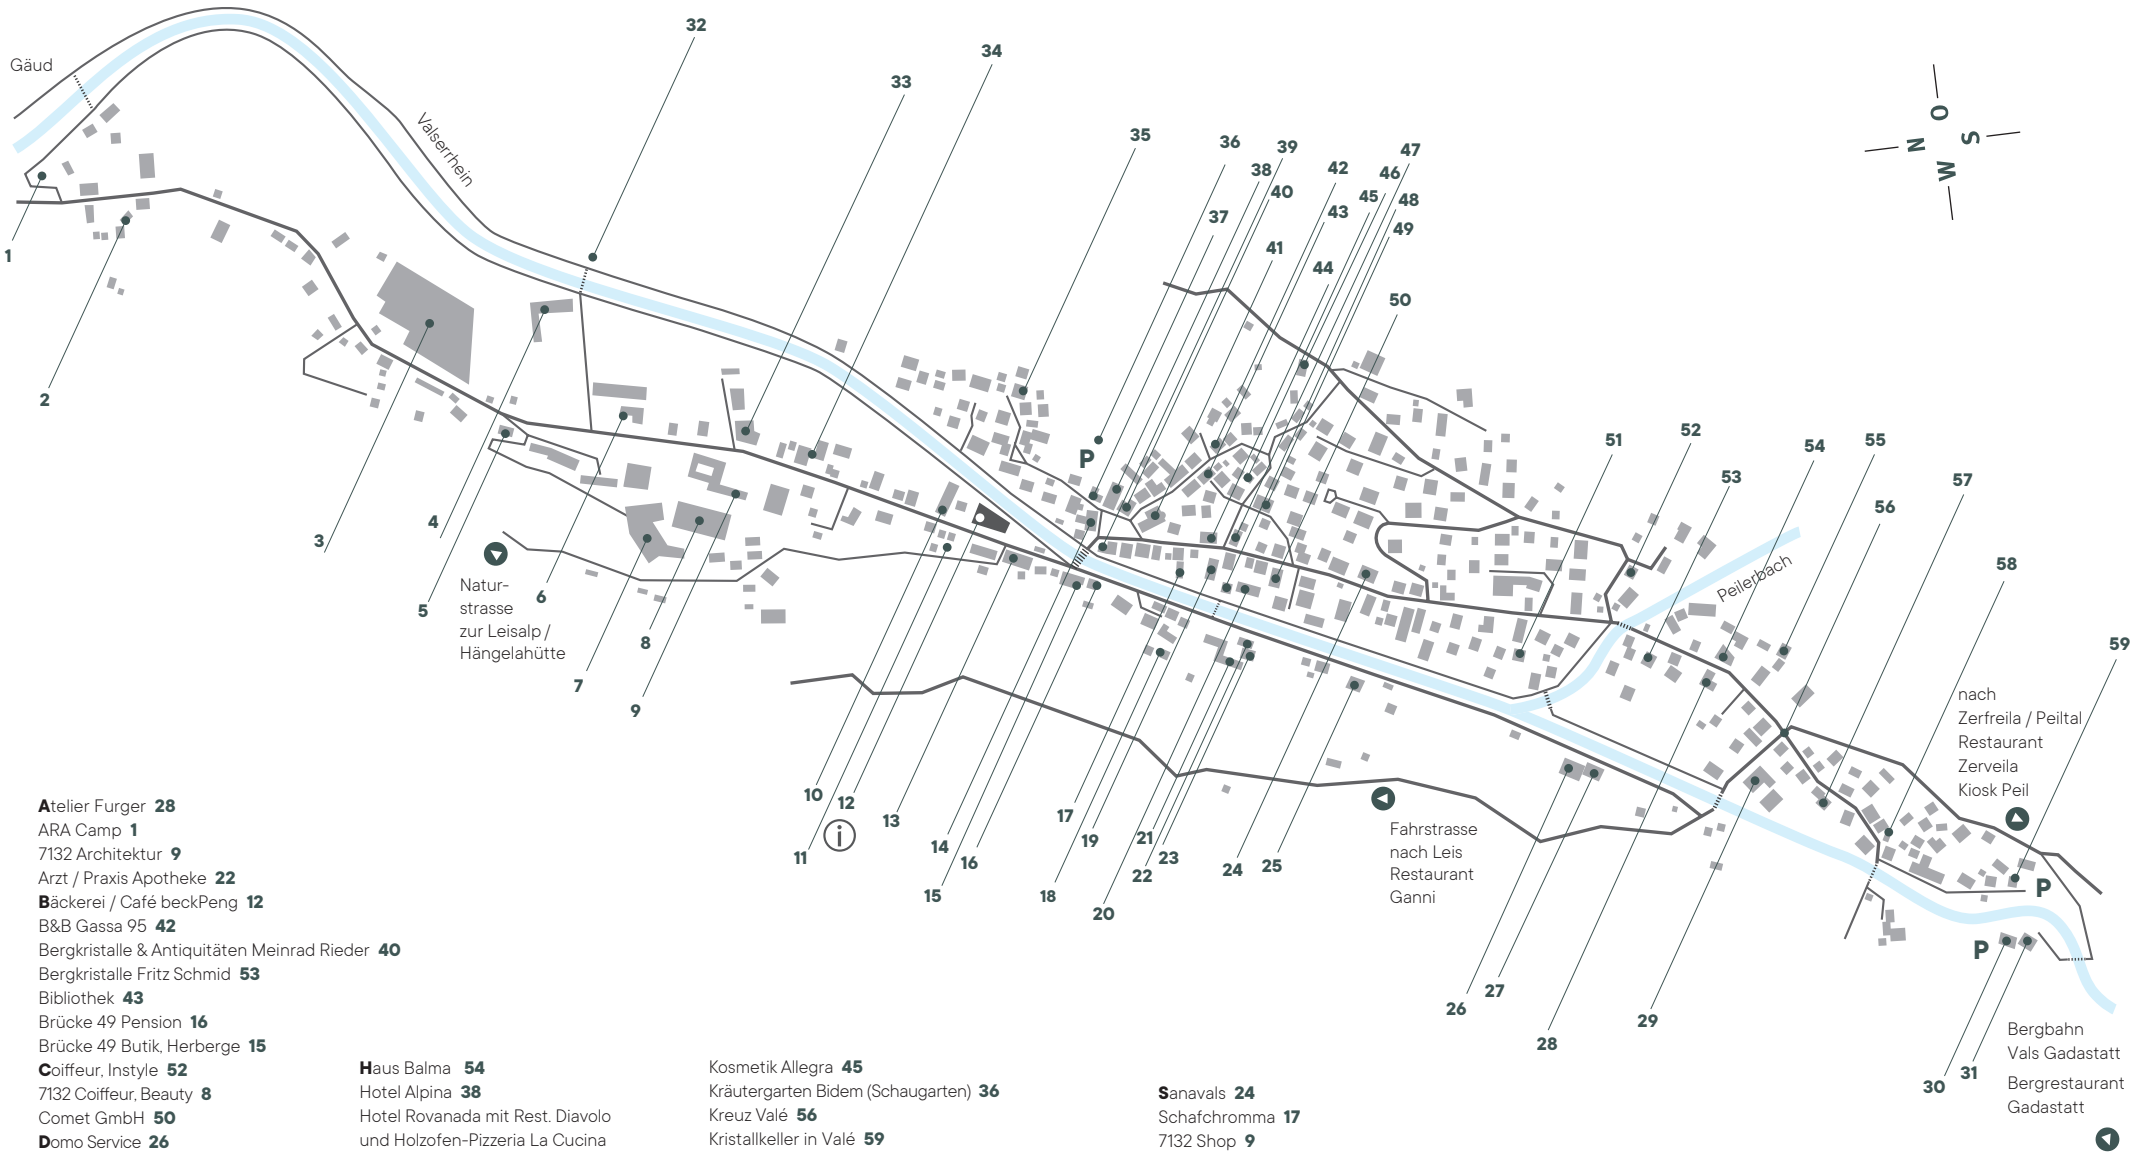 32
34
33
Gäud
Valserrhein
O
S
N
W
35
36
39
47
38
42
46
40
45
48
37
43
49
41
44
50
1
2
3
4
5
6
7
8
9
P
51
52
53
54
55
57
56
58
59
Peilerbach
Natur-
strasse
zur Leisalp /
Hängelahütte
10
12
i
11
13
14
16
15
17
19
18
21
23
22
20
24
25
Fahrstrasse
nach Leis
Restaurant
Ganni
nach
Zerfreila / Peiltal
Restaurant
Zerveila
Kiosk Peil
P
P
26
27
28
29
30
31
Bergbahn
Vals Gadastatt
Bergrestaurant
Gadastatt
Atelier Furger 28
ARA Camp 1
7132 Architektur 9
Arzt / Praxis Apotheke 22
Bäckerei / Café beckPeng 12
B&B Gassa 95 42
Bergkristalle & Antiquitäten Meinrad Rieder 40
Bergkristalle Fritz Schmid 53
Bibliothek 43
Brücke 49 Pension 16
Brücke 49 Butik, Herberge 15
Coiffeur, Instyle 52
7132 Coiffeur, Beauty 8
Comet GmbH 50
Domo Service 26
Haus Balma 54
Hotel Alpina 38
Hotel Rovanada mit Rest. Diavolo
und Holzofen-Pizzeria La Cucina
Kosmetik Allegra 45
Kräutergarten Bidem (Schaugarten) 36
Kreuz Valé 56
Kristallkeller in Valé 59
Sanavals 24
Schafchromma 17
7132 Shop 9